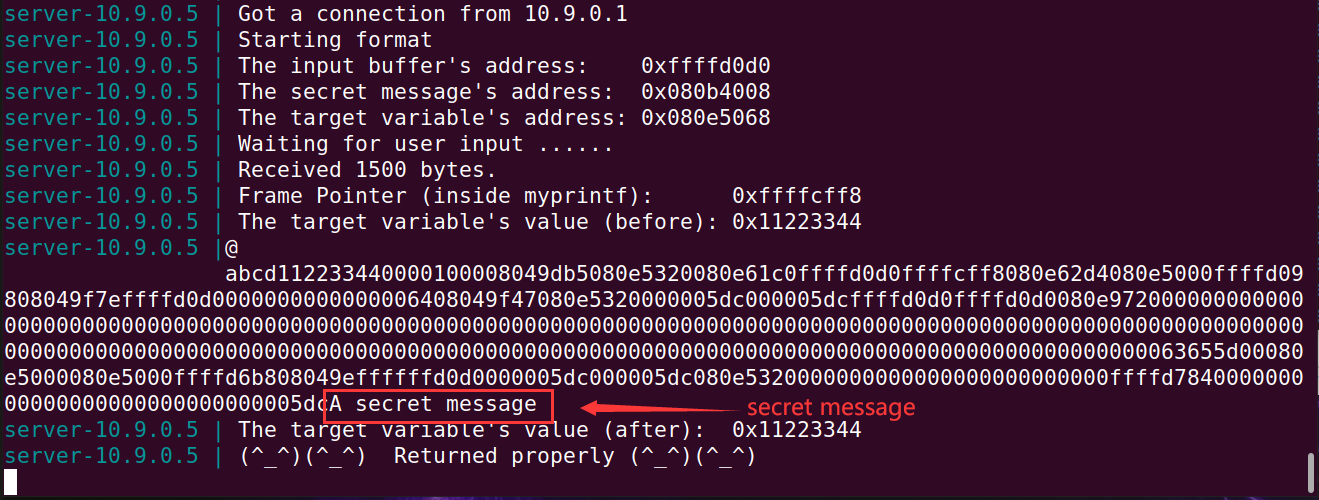 server-10.9.0.5 | Got a connection from 10.9.0.1
server-10.9.0.5 | Starting format
server-10.9.0.5 | The input buffer's address:    0xffffd0d0
server-10.9.0.5 | The secret message's address:  0x080b4008
server-10.9.0.5 | The target variable's address: 0x080e5068
server-10.9.0.5 | Waiting for user input ......
server-10.9.0.5 | Received 1500 bytes.
server-10.9.0.5 | Frame Pointer (inside myprintf):      0xffffcff8
server-10.9.0.5 | The target variable's value (before): 0x11223344
server-10.9.0.5 |@
abcd112233440000100008049db5080e5320080e61c0ffffd0d0ffffcff8080e62d4080e5000ffffd09
808049f7effffd0d0000000000000006408049f47080e5320000005dc000005dcffffd0d0ffffd0d0080e972000000000000
0000000000000000000000000000000000000000000000000000000000000000000000000000000000000000000000000000
0000000000000000000000000000000000000000000000000000000000000000000000000000000000000000063655d00080
e5000080e5000ffffd6b808049effffffd0d0000005dc000005dc080e5320000000000000000000000000ffffd7840000000
00000000000000000000005dcA secret message
secret message
server-10.9.0.5 | The target variable's value (after):  0x11223344
server-10.9.0.5 | (^_^)(^_^)  Returned properly (^_^)(^_^)